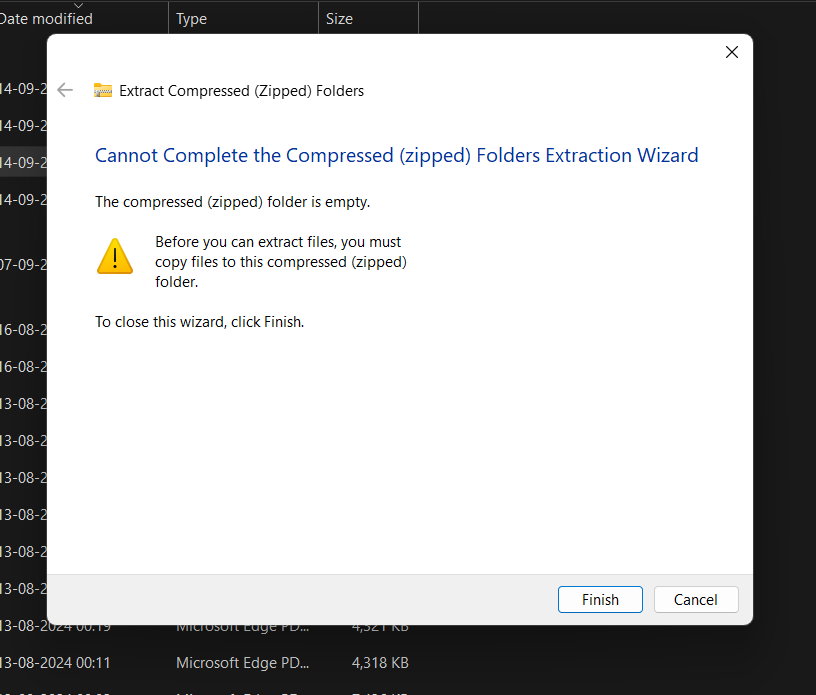 Date modified
Type
Size
14-09-2
Extract Compressed (Zipped) Folders
14-09-2
Cannot Complete the Compressed (zipped) Folders Extraction Wizard
14-09-2
14-09-2
The compressed (zipped) folder is empty.
Before you can extract files, you must
copy files to this compressed (zipped)
folder.
07-09-2
To close this wizard, click Finish.
16-08-2
16-08-2
13-08-2
13-08-2
13-08-2
13-08-2
13-08-2
13-08-2
Finish
Cancel
13-08-2024 00:19
Microsoft Edge PD...
4,321 KB
13-08-2024 00:11
Microsoft Edge PD...
4,318 KB